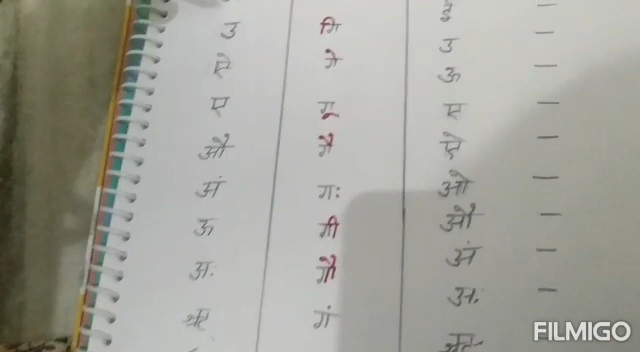 ई
उ गि उ –
ऐ गे ऊ –
ए गू ए –
औ गै ऐ –
अं गः ओ –
ऊ गी औ –
अः गौ अं –
ऋ गं अः –
ऋ
FILMIGO